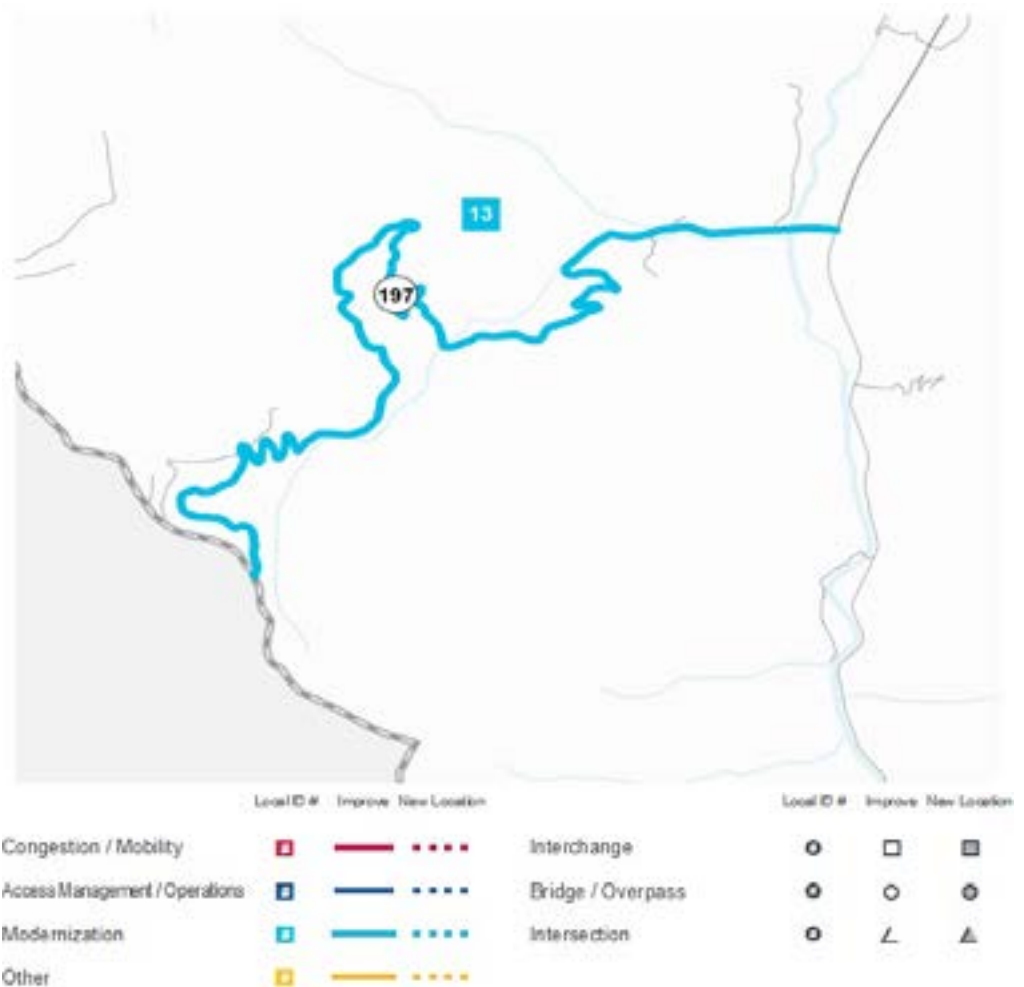 13
197
Local ID # Improve New Location Local ID # Improve New Location
Congestion / Mobility Interchange
Access Management / Operations Bridge / Overpass
Modernization Intersection
Other